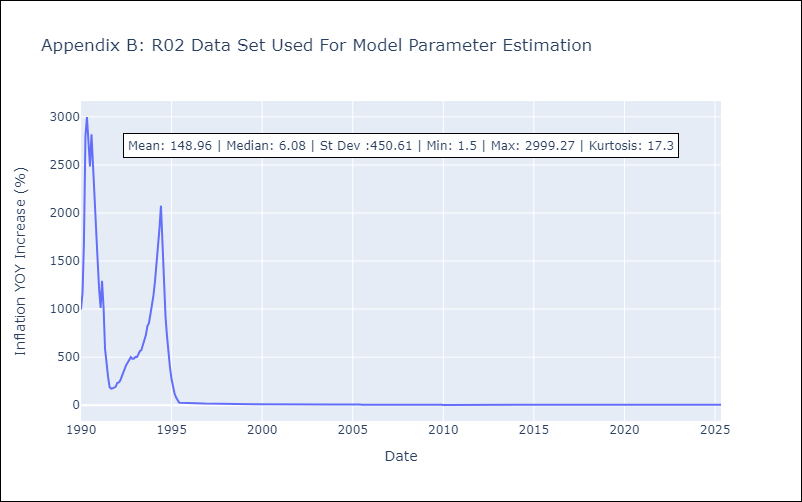 Appendix B: R02 Data Set Used For Model Parameter Estimation
3000
Mean: 148.96 | Median: 6.08 | St Dev :450.61 | Min: 1.5 | Max: 2999.27 | Kurtosis: 17.3
2500
2000
1500
1000
500
0
Inflation YOY Increase (%)
1990 1995 2000 2005 2010 2015 2020 2025
Date